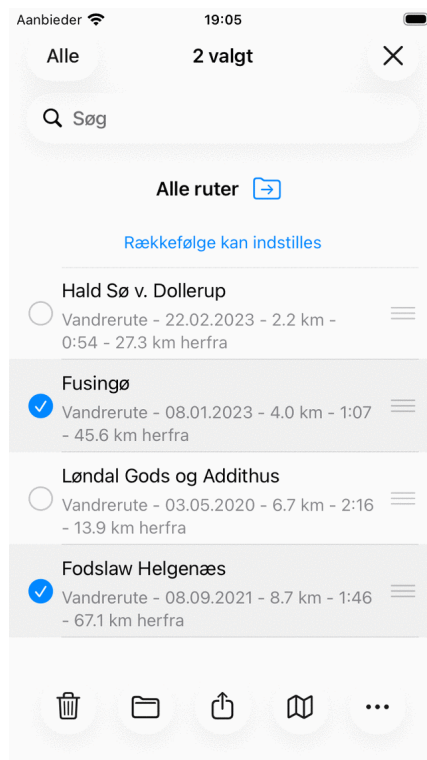 Aanbieder 19:05
Alle 2 valgt
Søg
Alle ruter
Rækkefølge kan indstilles
Hald Sø v. Dollerup
Vandrerute - 22.02.2023 - 2.2 km -
0:54 - 27.3 km herfra
Fusingø
Vandrerute - 08.01.2023 - 4.0 km - 1:07
- 45.6 km herfra
Løndal Gods og Addithus
Vandrerute - 03.05.2020 - 6.7 km - 2:16
- 13.9 km herfra
Fodslaw Helgenæs
Vandrerute - 08.09.2021 - 8.7 km - 1:46
- 67.1 km herfra